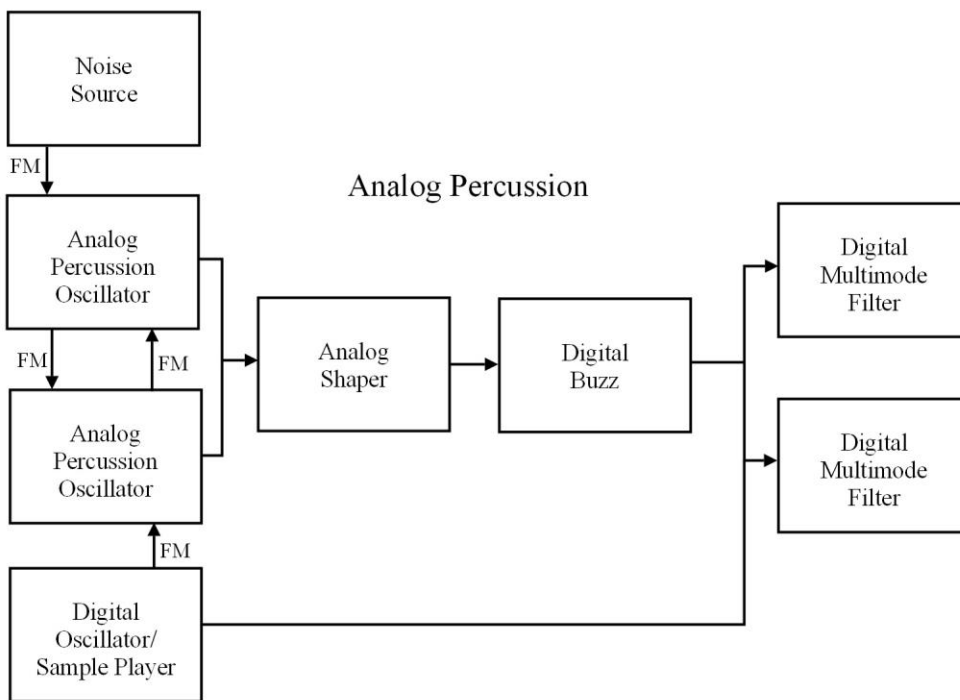 Noise
Source
FM
Analog Percussion
Analog
Percussion
Oscillator
FM
FM
Analog
Percussion
Oscillator
FM
Digital
Oscillator/
Sample Player
Analog
Shaper
Digital
Buzz
Digital
Multimode
Filter
Digital
Multimode
Filter